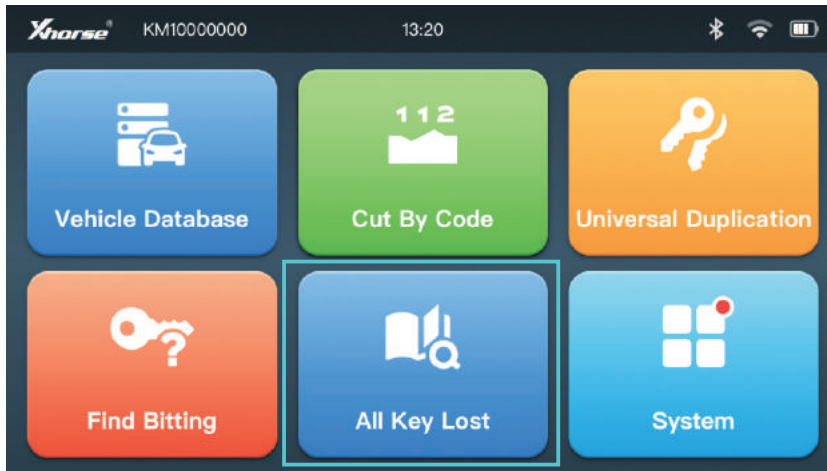 Xhorse® KM10000000 13:20
112
Vehicle Database Cut By Code Universal Duplication
?
Find Bitting All Key Lost System